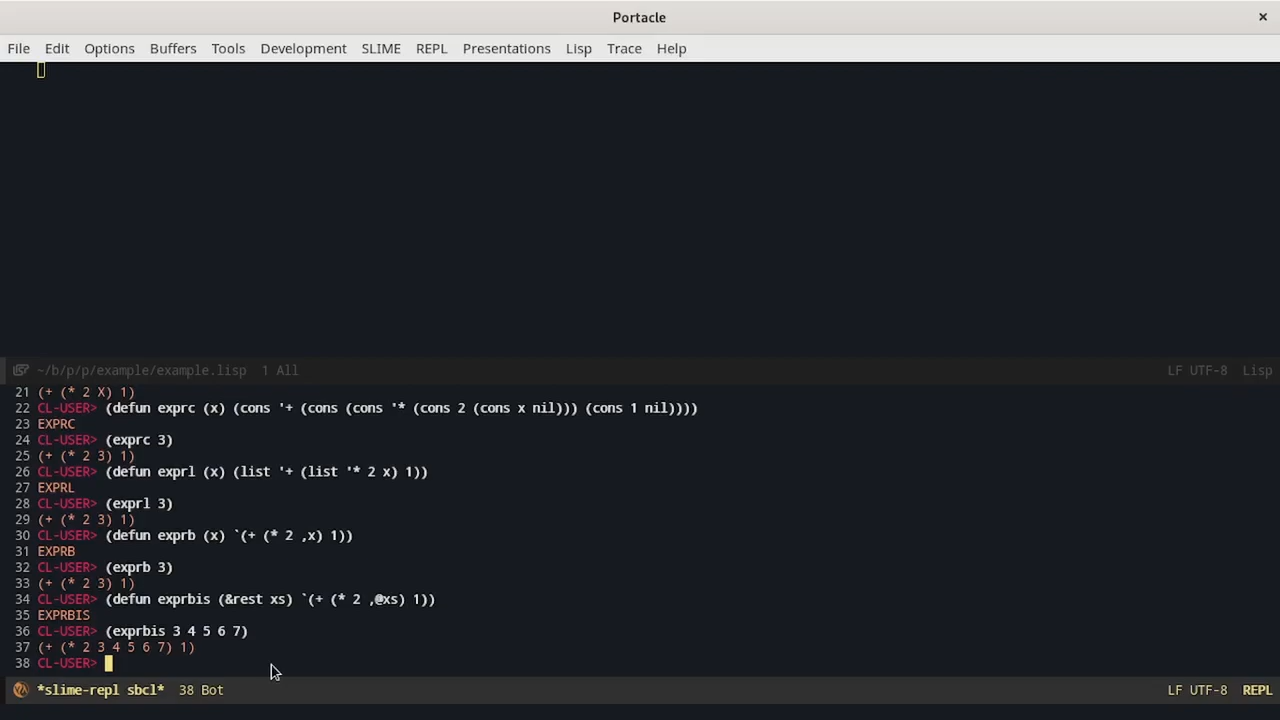 Portacle ×
File Edit Options Buffers Tools Development SLIME REPL Presentations Lisp Trace Help
~/b/p/p/example/example.lisp 1 All LF UTF-8 Lisp
21 (+ (* 2 X) 1)
22 CL-USER> (defun exprc (x) (cons '+ (cons (cons '* (cons 2 (cons x nil))) (cons 1 nil))))
23 EXPRC
24 CL-USER> (exprc 3)
25 (+ (* 2 3) 1)
26 CL-USER> (defun exprl (x) (list '+ (list '* 2 x) 1))
27 EXPRL
28 CL-USER> (exprl 3)
29 (+ (* 2 3) 1)
30 CL-USER> (defun exprb (x) `(+ (* 2 ,x) 1))
31 EXPRB
32 CL-USER> (exprb 3)
33 (+ (* 2 3) 1)
34 CL-USER> (defun exprbis (&rest xs) `(+ (* 2 ,@xs) 1))
35 EXPRBIS
36 CL-USER> (exprbis 3 4 5 6 7)
37 (+ (* 2 3 4 5 6 7) 1)
38 CL-USER>
*slime-repl sbcl* 38 Bot LF UTF-8 REPL